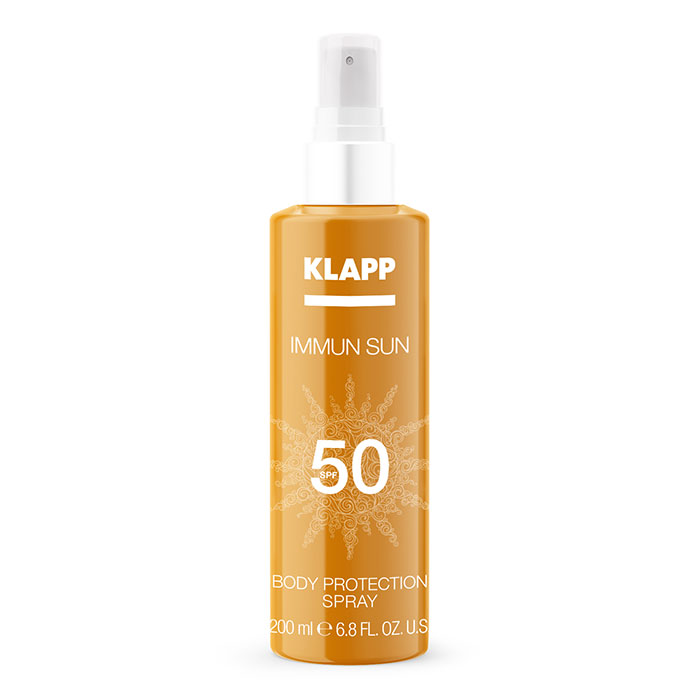 KLAPP
IMMUN SUN
SPF 50
BODY PROTECTION
SPRAY
200 ml ℮ 6.8 FL. OZ. U.S